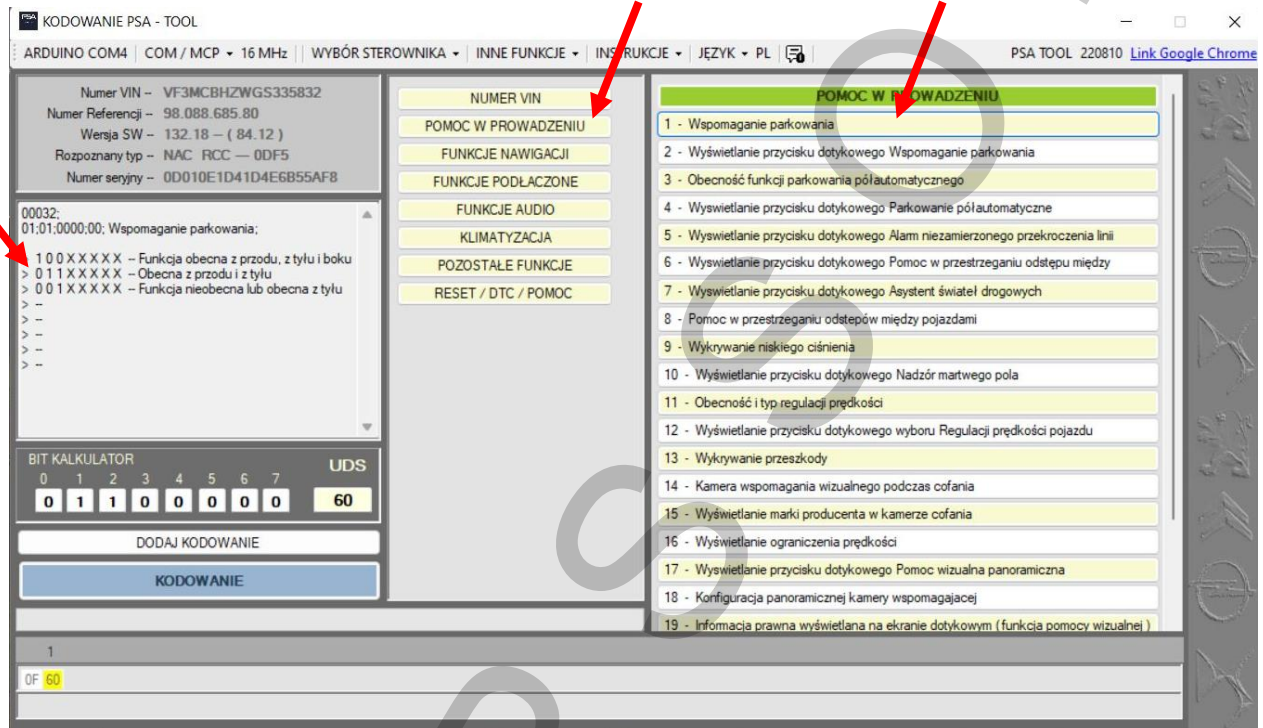 KODOWANIE PSA - TOOL
ARDUINO COM4 COM / MCP 16 MHz WYBÓR STEROWNIKA INNE FUNKCJE INSTRUKCJE JĘZYK PL PSA TOOL 220810 Link Google Chrome
Numer VIN -- VF3MCBHZWGS335832
Numer Referencji -- 98.088.685.80
Wersja SW -- 132.18 -- ( 84.12 )
Rozpoznany typ -- NAC RCC --- 0DF5
Numer seryjny -- 0D010E1D41D4E6B55AF8
00032;
01;01;0000;00; Wspomaganie parkowania;
1 0 0 X X X X X -- Funkcja obecna z przodu, z tyłu i boku
> 0 1 1 X X X X X -- Obecna z przodu i z tyłu
> 0 0 1 X X X X X -- Funkcja nieobecna lub obecna z tyłu
> --
> --
> --
> --
BIT KALKULATOR UDS
0 1 2 3 4 5 6 7
0 1 1 0 0 0 0 0 60
DODAJ KODOWANIE
KODOWANIE
NUMER VIN
POMOC W PROWADZENIU
FUNKCJE NAWIGACJI
FUNKCJE PODŁACZONE
FUNKCJE AUDIO
KLIMATYZACJA
POZOSTAŁE FUNKCJE
RESET / DTC / POMOC
POMOC W PROWADZENIU
1 - Wspomaganie parkowania
2 - Wyświetlanie przycisku dotykowego Wspomaganie parkowania
3 - Obecność funkcji parkowania półautomatycznego
4 - Wyswietlanie przycisku dotykowego Parkowanie półautomatyczne
5 - Wyswietlanie przycisku dotykowego Alarm niezamierzonego przekroczenia linii
6 - Wyswietlanie przycisku dotykowego Pomoc w przestrzeganiu odstępu między
7 - Wyswietlanie przycisku dotykowego Asystent świateł drogowych
8 - Pomoc w przestrzeganiu odstepów między pojazdami
9 - Wykrywanie niskiego ciśnienia
10 - Wyświetlanie przycisku dotykowego Nadzór martwego pola
11 - Obecność i typ regulacji prędkości
12 - Wyświetlanie przycisku dotykowego wyboru Regulacji prędkości pojazdu
13 - Wykrywanie przeszkody
14 - Kamera wspomagania wizualnego podczas cofania
15 - Wyświetlanie marki producenta w kamerze cofania
16 - Wyświetlanie ograniczenia prędkości
17 - Wyswietlanie przycisku dotykowego Pomoc wizualna panoramiczna
18 - Konfiguracja panoramicznej kamery wspomagajacej
19 - Informacja prawna wyświetlana na ekranie dotykowym ( funkcja pomocy wizualnej )
1
0F 60